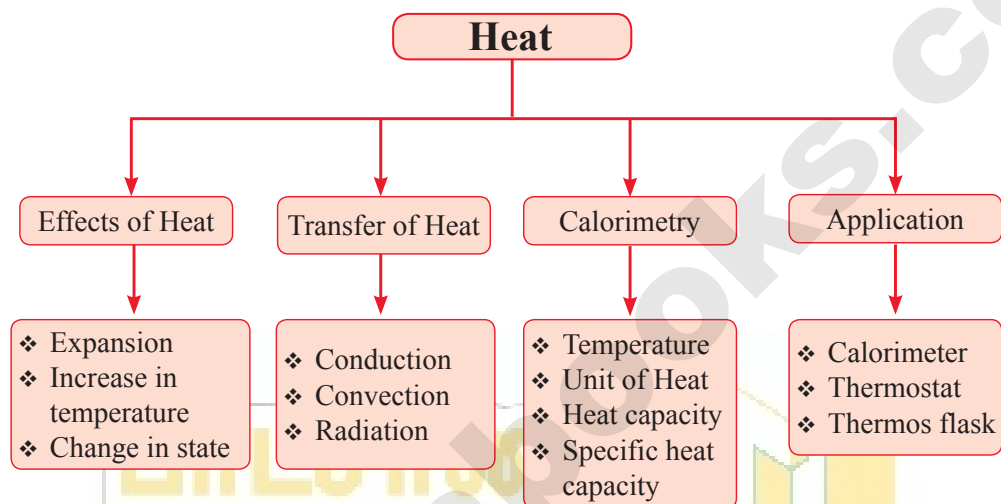 Heat
Effects of Heat
Transfer of Heat
Calorimetry
Application
❖ Expansion
❖ Increase in
temperature
❖ Change in state
❖ Conduction
❖ Convection
❖ Radiation
❖ Temperature
❖ Unit of Heat
❖ Heat capacity
❖ Specific heat
capacity
❖ Calorimeter
❖ Thermostat
❖ Thermos flask